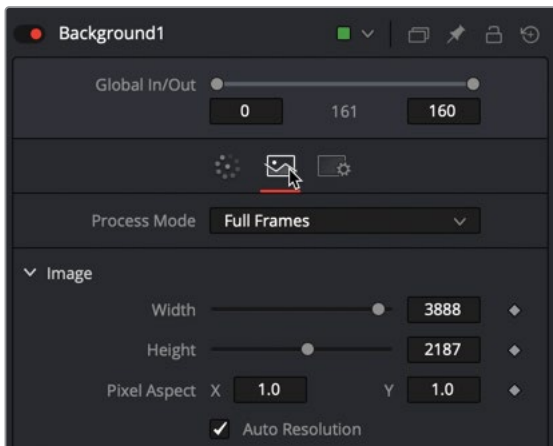 Background1
Global In/Out
0 161 160
Process Mode Full Frames
Image
Width 3888
Height 2187
Pixel Aspect X 1.0 Y 1.0
Auto Resolution